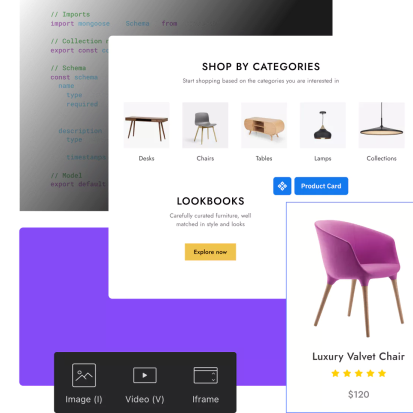 // Imports
import mongoose Schema from
// Collection
export const
// Schema
const schema
name
type
required
description
type
timestamps
// Model
export default
SHOP BY CATEGORIES
Start shopping based on the categories you are interested in
Desks
Chairs
Tables
Lamps
Collections
Product Card
LOOKBOOKS
Carefully curated furniture, well
matched in style and looks
Explore now
Luxury Valvet Chair
$120
Image (I)
Video (V)
Iframe